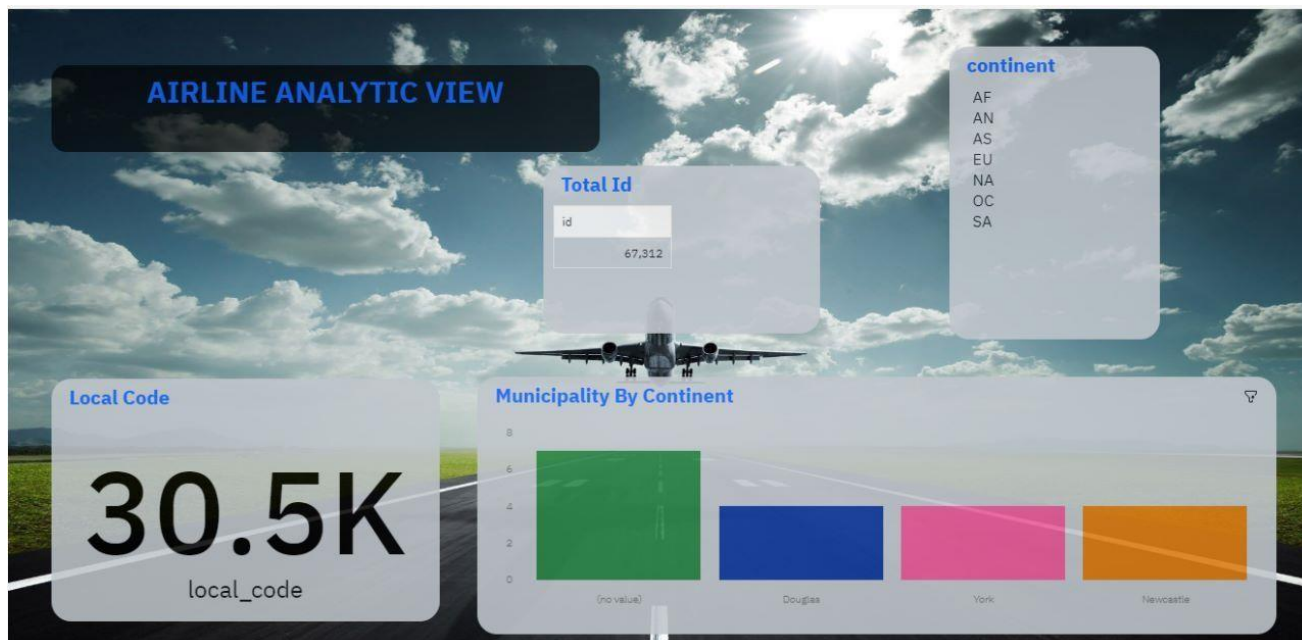 AIRLINE ANALYTIC VIEW
continent
AF
AN
AS
EU
NA
OC
SA
Total Id
id
67,312
Local Code
30.5K
local_code
Municipality By Continent
8
6
4
2
0
(no value)
Douglas
York
Newcastle